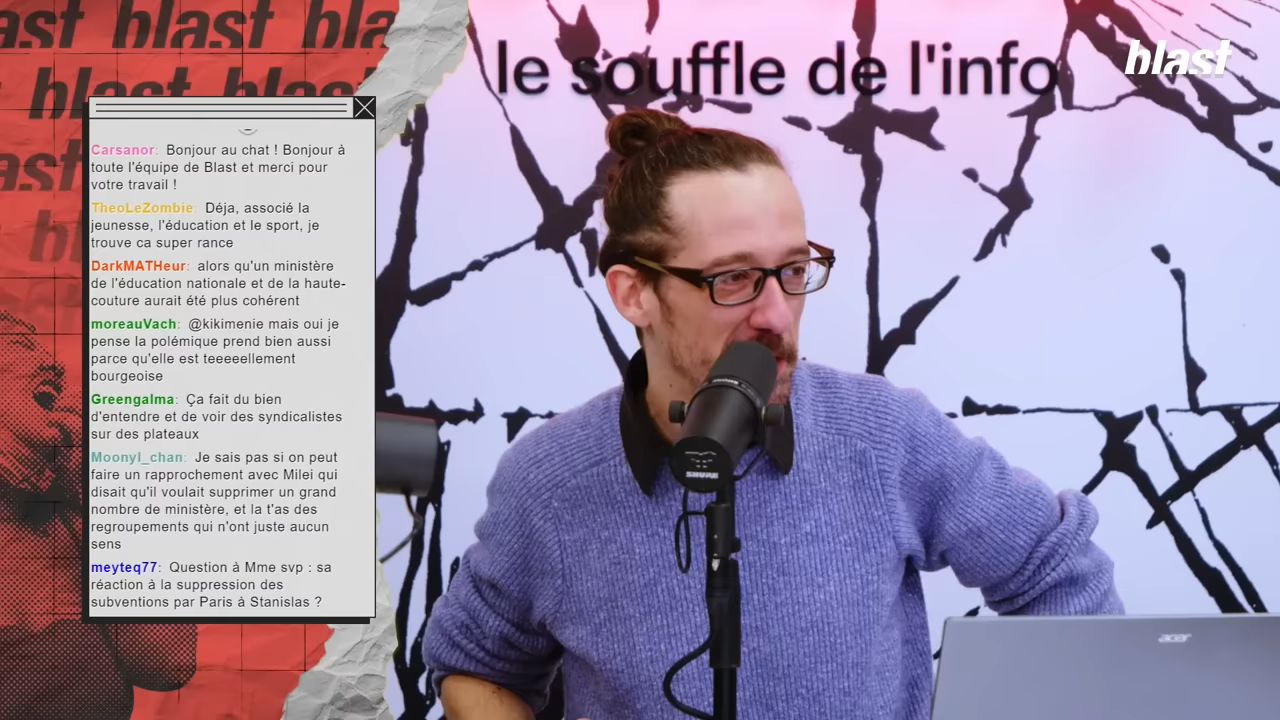 ast blast bla
blast blast
ast
bl
le souffle de l'info
blast
Carsanor: Bonjour au chat ! Bonjour à
toute l'équipe de Blast et merci pour
votre travail !
TheoLeZombie: Déja, associé la
jeunesse, l'éducation et le sport, je
trouve ca super rance
DarkMATHeur: alors qu'un ministère
de l'éducation nationale et de la haute-
couture aurait été plus cohérent
moreauVach: @kikimenie mais oui je
pense la polémique prend bien aussi
parce qu'elle est teeeeellement
bourgeoise
Greengalma: Ça fait du bien
d'entendre et de voir des syndicalistes
sur des plateaux
Moonyl_chan: Je sais pas si on peut
faire un rapprochement avec Milei qui
disait qu'il voulait supprimer un grand
nombre de ministère, et la t'as des
regroupements qui n'ont juste aucun
sens
meyteq77: Question à Mme svp : sa
réaction à la suppression des
subventions par Paris à Stanislas ?
SHURE
acer